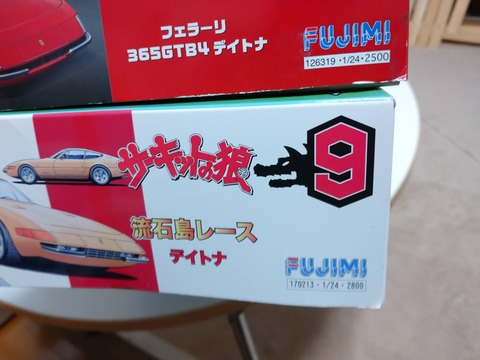 フェラーリ
365GTB4 デイトナ
FUJIMI
126319・1/24・2500
サーキットの狼
9
流石島レース
デイトナ
FUJIMI
170213・1/24・2800